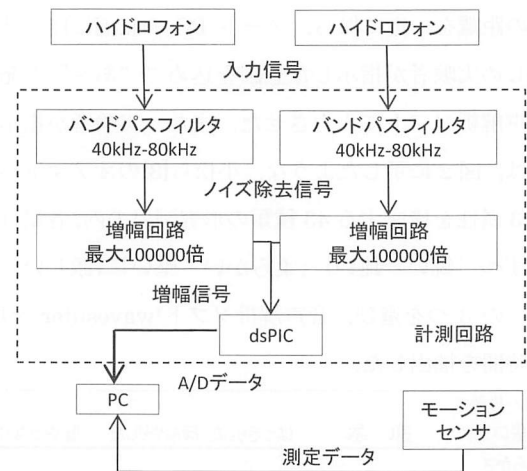 ハイドロフォン
ハイドロフォン
入力信号
バンドパスフィルタ
40kHz-80kHz
バンドパスフィルタ
40kHz-80kHz
ノイズ除去信号
増幅回路
最大100000倍
増幅回路
最大100000倍
増幅信号
dsPIC
計測回路
A/Dデータ
PC
モーション
センサ
測定データ